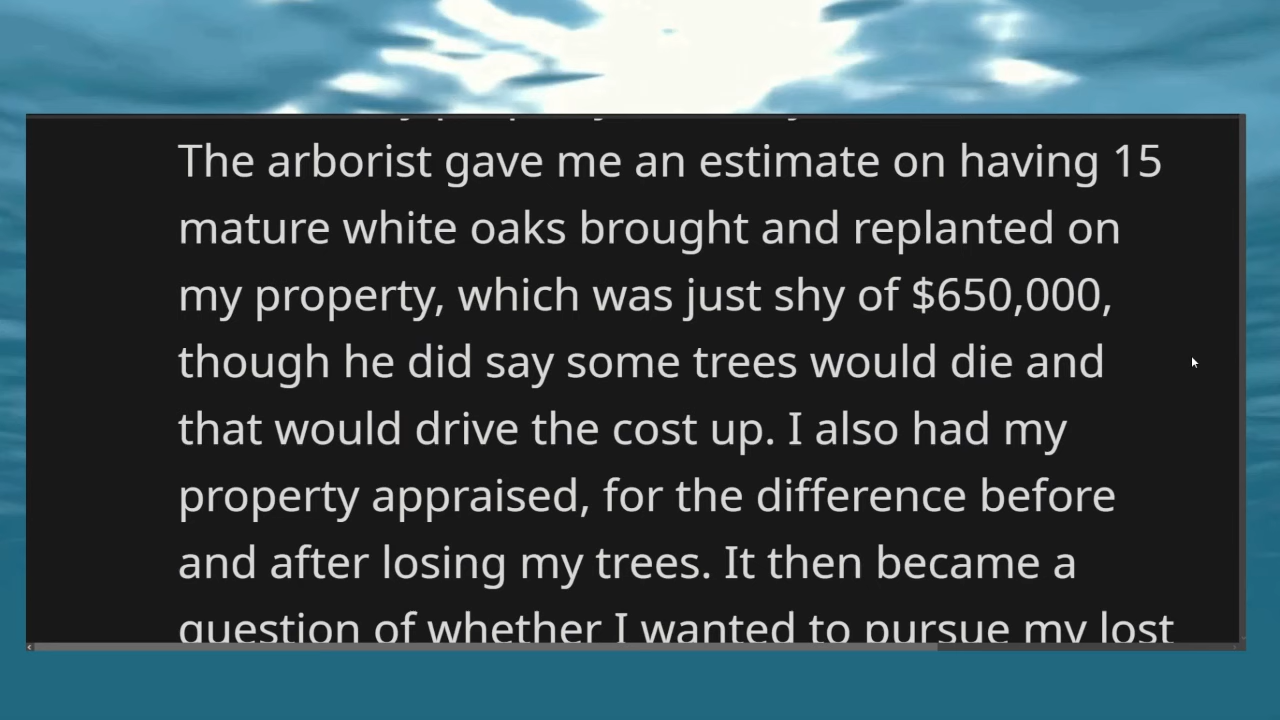 The arborist gave me an estimate on having 15
mature white oaks brought and replanted on
my property, which was just shy of $650,000,
though he did say some trees would die and
that would drive the cost up. I also had my
property appraised, for the difference before
and after losing my trees. It then became a
question of whether I wanted to pursue my lost